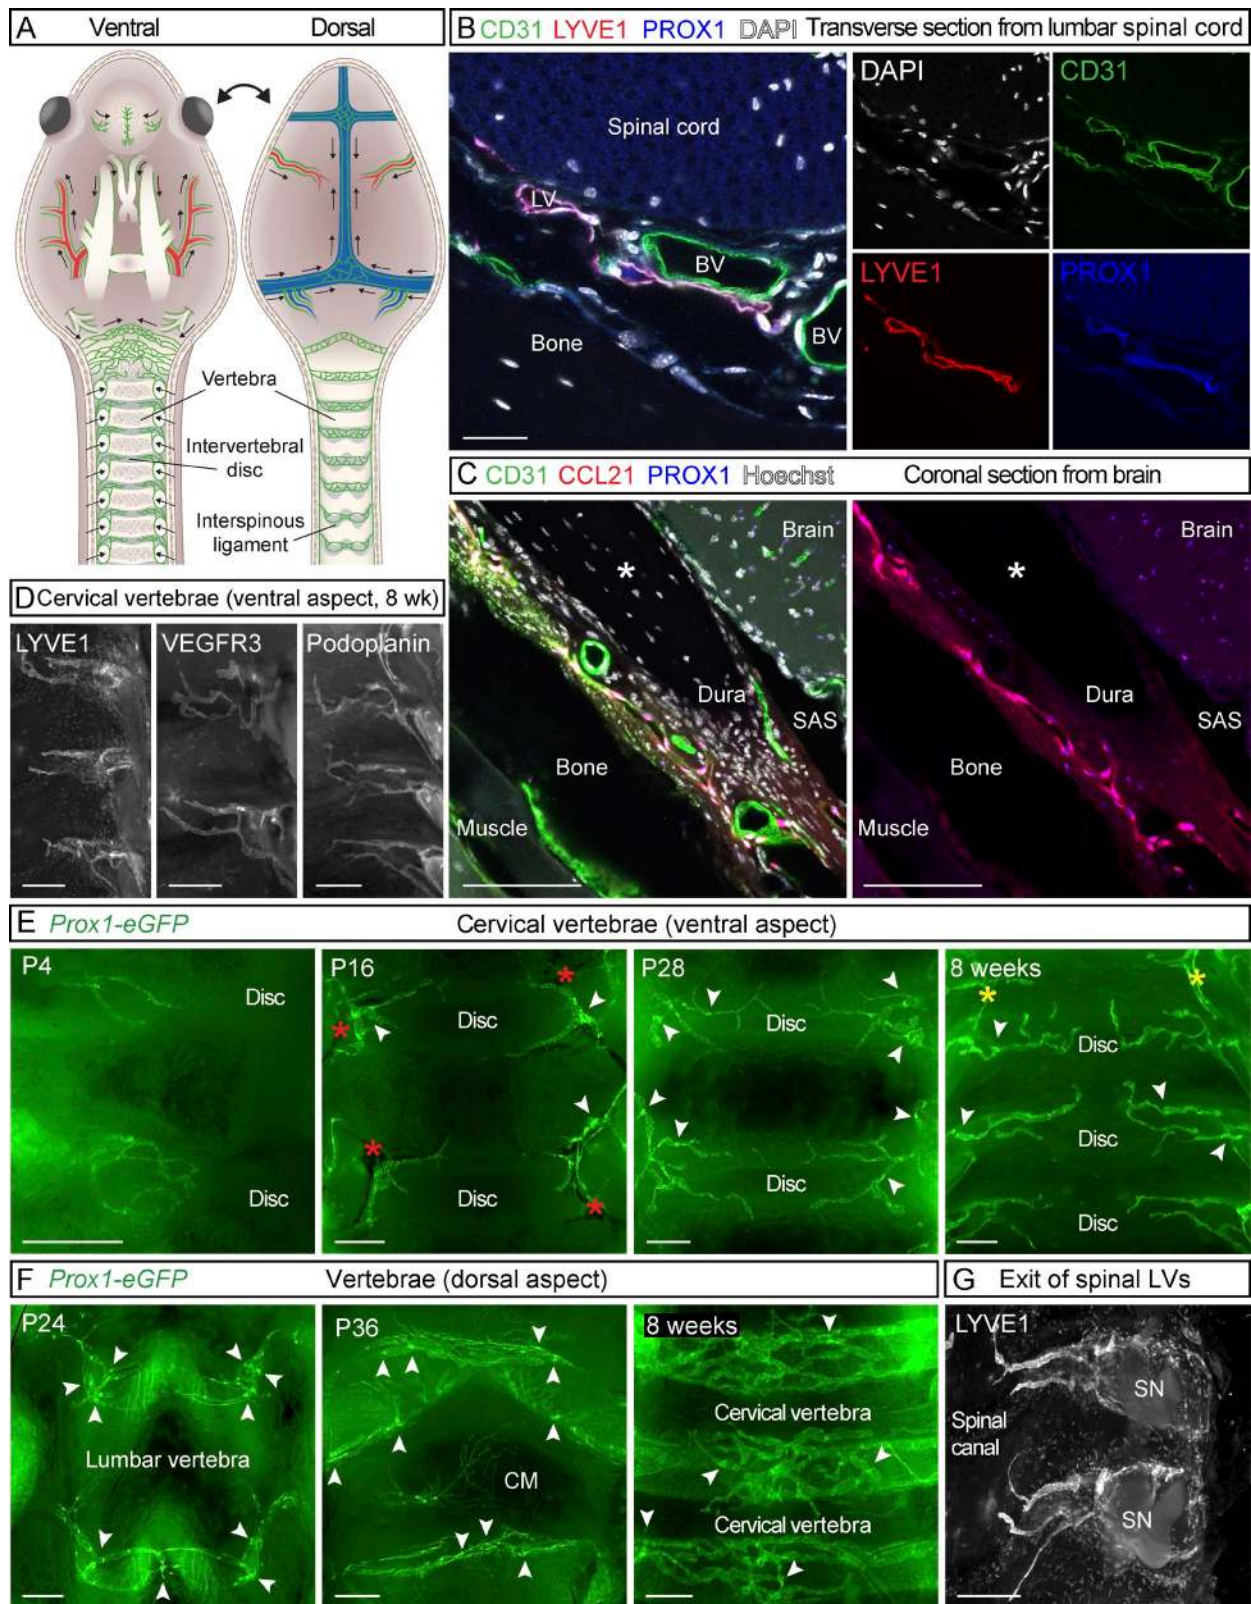 A Ventral Dorsal
Vertebra
Intervertebral
disc
Interspinous
ligament
B CD31 LYVE1 PROX1 DAPI Transverse section from lumbar spinal cord
Spinal cord
LV
BV
BV
Bone
DAPI
CD31
LYVE1
PROX1
C CD31 CCL21 PROX1 Hoechst Coronal section from brain
Brain
*
Dura
SAS
Bone
Muscle
Brain
*
Dura
SAS
Bone
Muscle
D Cervical vertebrae (ventral aspect, 8 wk)
LYVE1
VEGFR3
Podoplanin
E Prox1-eGFP Cervical vertebrae (ventral aspect)
P4
Disc
Disc
P16
*
*
Disc
*
Disc
*
P28
Disc
Disc
8 weeks
*
*
Disc
Disc
Disc
F Prox1-eGFP Vertebrae (dorsal aspect)
P24
Lumbar vertebra
P36
CM
8 weeks
Cervical vertebra
Cervical vertebra
G Exit of spinal LVs
LYVE1
SN
Spinal
canal
SN